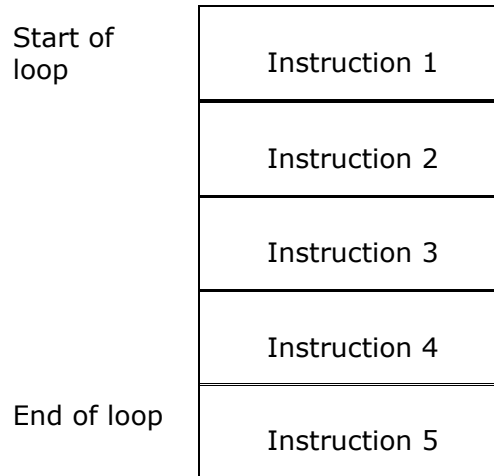 Start of
loop
Instruction 1
Instruction 2
Instruction 3
Instruction 4
End of loop
Instruction 5